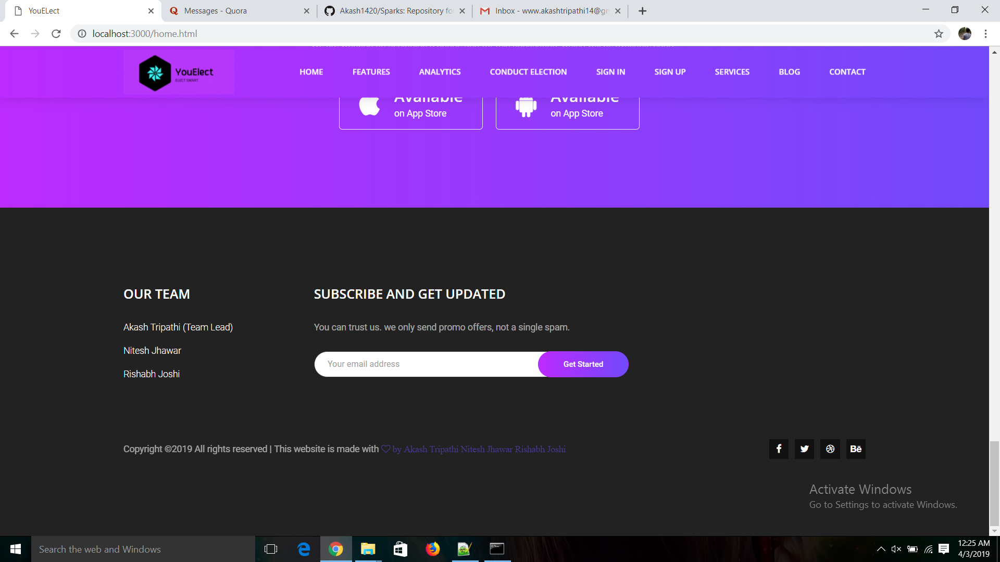 YouELect
Messages - Quora
Akash1420/Sparks: Repository fo
Inbox - www.akashtripathi14@gm
localhost:3000/home.html
YouElect
ELECT SMART
HOME
FEATURES
ANALYTICS
CONDUCT ELECTION
SIGN IN
SIGN UP
SERVICES
BLOG
CONTACT
Available
on App Store
Available
on App Store
OUR TEAM
Akash Tripathi (Team Lead)
Nitesh Jhawar
Rishabh Joshi
SUBSCRIBE AND GET UPDATED
You can trust us. we only send promo offers, not a single spam.
Your email address
Get Started
Copyright ©2019 All rights reserved | This website is made with ♡ by Akash Tripathi Nitesh Jhawar Rishabh Joshi
Bē
Activate Windows
Go to Settings to activate Windows.
Search the web and Windows
12:25 AM
4/3/2019